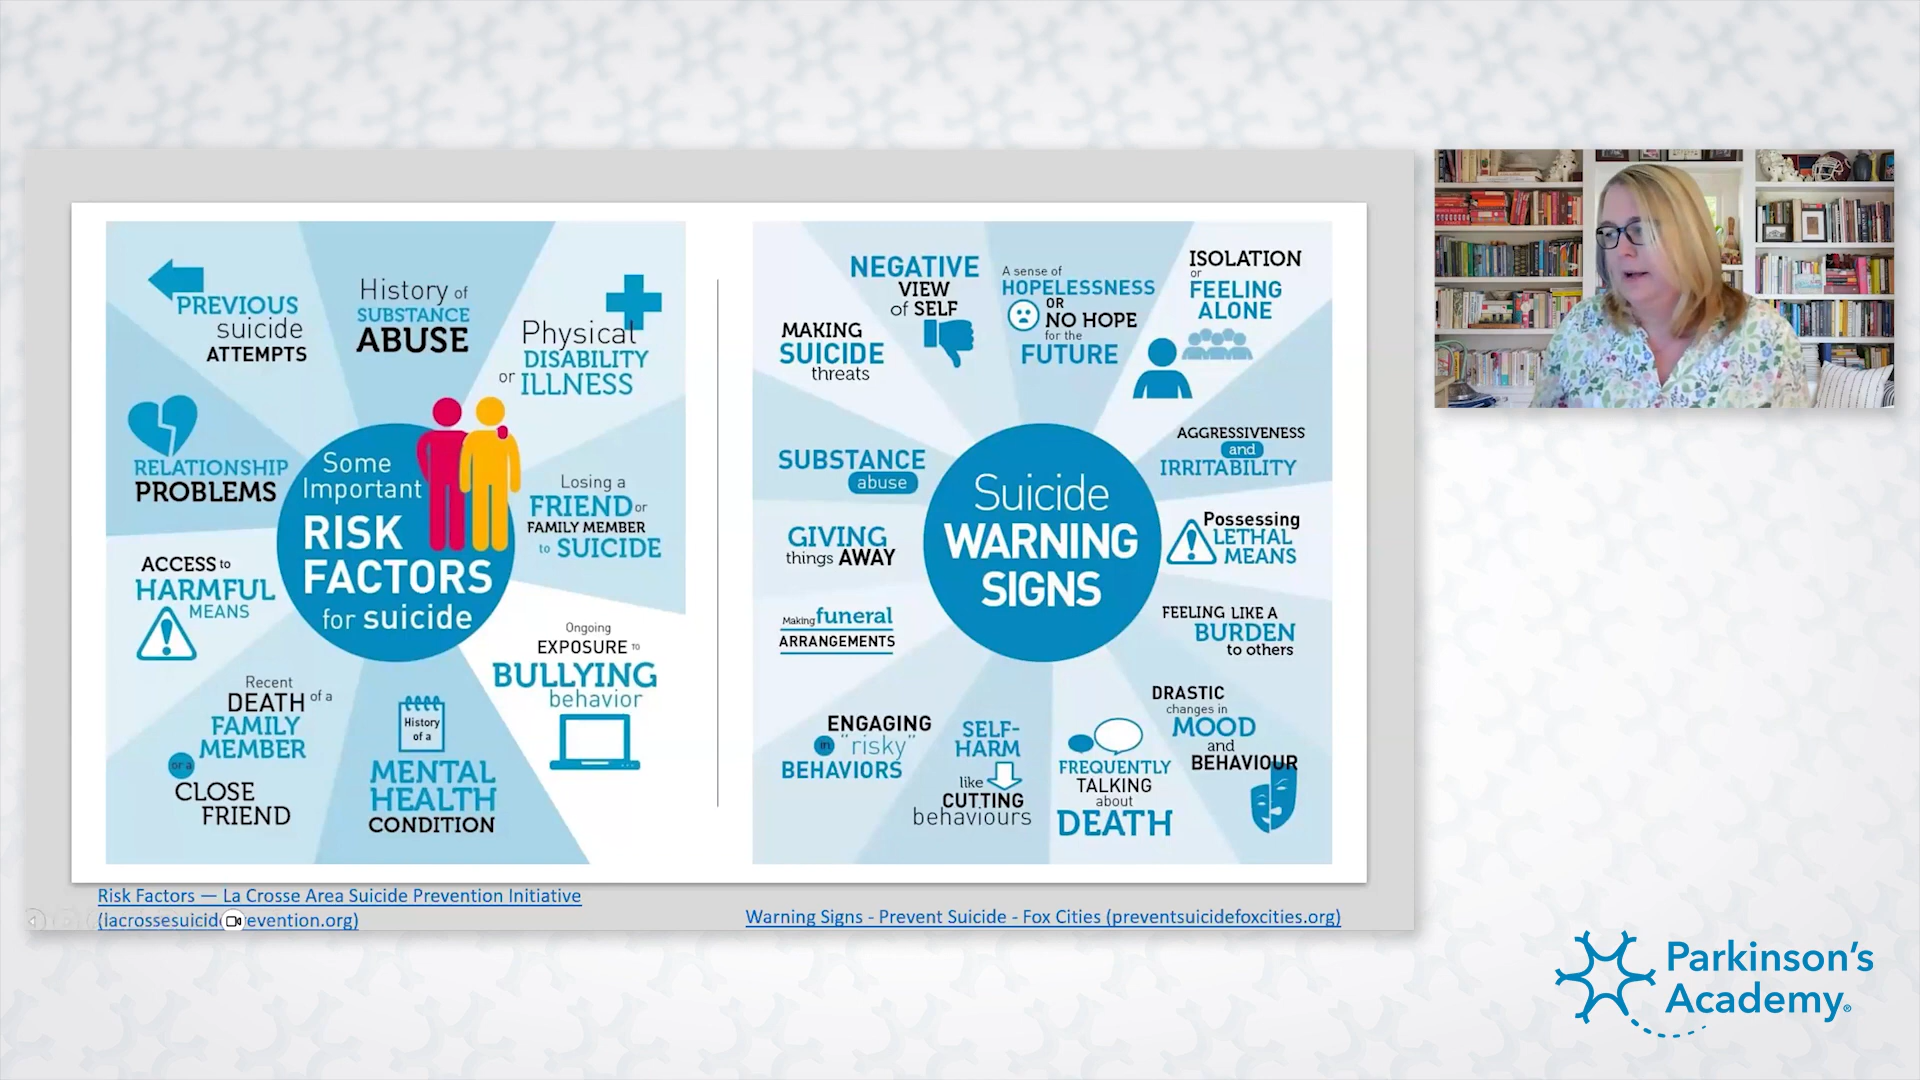 PREVIOUS
suicide
ATTEMPTS
History of
SUBSTANCE
ABUSE
Physical
DISABILITY
or ILLNESS
RELATIONSHIP
PROBLEMS
Some
Important
RISK
FACTORS
for suicide
Losing a
FRIEND or
FAMILY MEMBER
to SUICIDE
ACCESS to
HARMFUL
MEANS
Ongoing
EXPOSURE TO
BULLYING
behavior
Recent
DEATH of a
FAMILY
MEMBER
or a
CLOSE
FRIEND
History
of a
MENTAL
HEALTH
CONDITION
NEGATIVE
VIEW
of SELF
A sense of
HOPELESSNESS
OR
NO HOPE
for the
FUTURE
ISOLATION
or
FEELING
ALONE
MAKING
SUICIDE
threats
SUBSTANCE
abuse
AGGRESSIVENESS
and
IRRITABILITY
Suicide
WARNING
SIGNS
GIVING
things AWAY
Possessing
LETHAL
MEANS
Making funeral
ARRANGEMENTS
FEELING LIKE A
BURDEN
to others
ENGAGING
in "risky"
BEHAVIORS
SELF-
HARM
like
CUTTING
behaviours
FREQUENTLY
TALKING
about
DEATH
DRASTIC
changes in
MOOD
and
BEHAVIOUR
Risk Factors — La Crosse Area Suicide Prevention Initiative
evention.org)
Warning Signs - Prevent Suicide - Fox Cities (preventsuicidefoxcities.org)
Parkinson's
Academy®